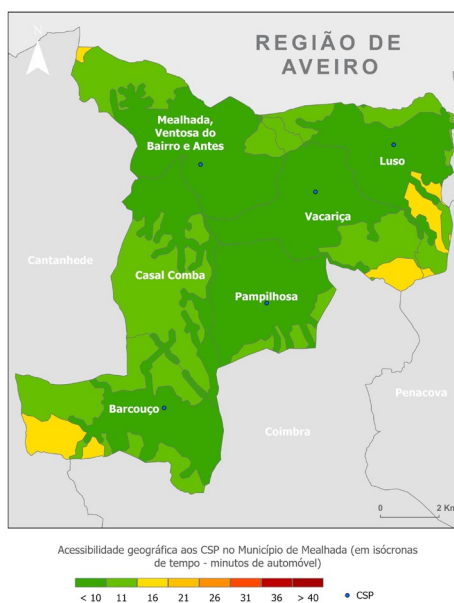 REGIÃO DE
AVEIRO
Mealhada,
Ventosa do
Bairro e Antes
Luso
Vacariça
Cantanhede
Casal Comba
Pampilhosa
Penacova
Barcouço
Coimbra
0 2 Km
Acessibilidade geográfica aos CSP no Município de Mealhada (em isócronas
de tempo - minutos de automóvel)
< 10 11 16 21 26 31 36 > 40 CSP